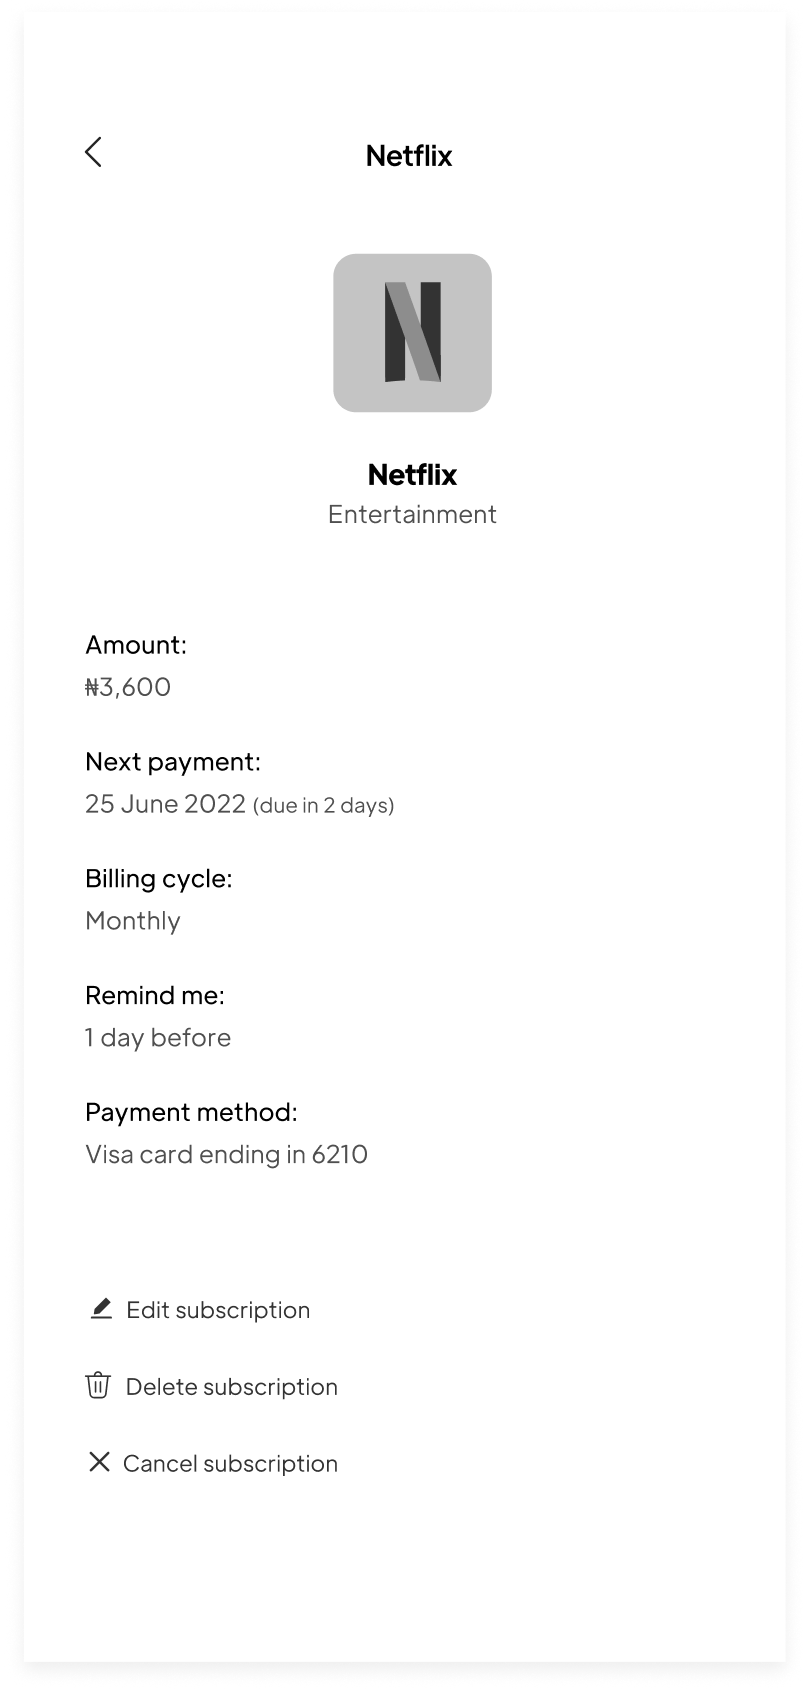 Netflix
N
Netflix
Entertainment
Amount:
₦3,600
Next payment:
25 June 2022 (due in 2 days)
Billing cycle:
Monthly
Remind me:
1 day before
Payment method:
Visa card ending in 6210
Edit subscription
Delete subscription
Cancel subscription